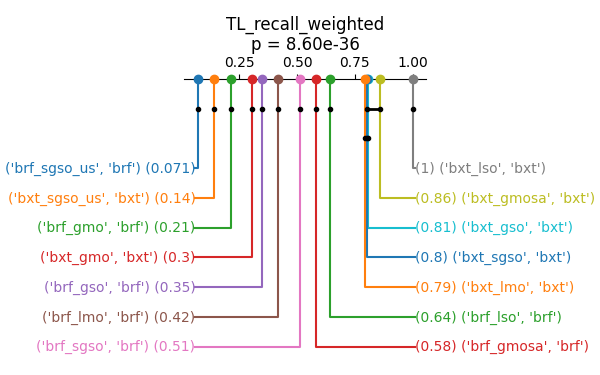 TL_recall_weighted
p = 8.60e-36
0.25 0.50 0.75 1.00
('brf_sgso_us', 'brf') (0.071) (1) ('bxt_lso', 'bxt')
('bxt_sgso_us', 'bxt') (0.14) (0.86) ('bxt_gmosa', 'bxt')
('brf_gmo', 'brf') (0.21) (0.81) ('bxt_gso', 'bxt')
('bxt_gmo', 'bxt') (0.3) (0.8) ('bxt_sgso', 'bxt')
('brf_gso', 'brf') (0.35) (0.79) ('bxt_lmo', 'bxt')
('brf_lmo', 'brf') (0.42) (0.64) ('brf_lso', 'brf')
('brf_sgso', 'brf') (0.51) (0.58) ('brf_gmosa', 'brf')